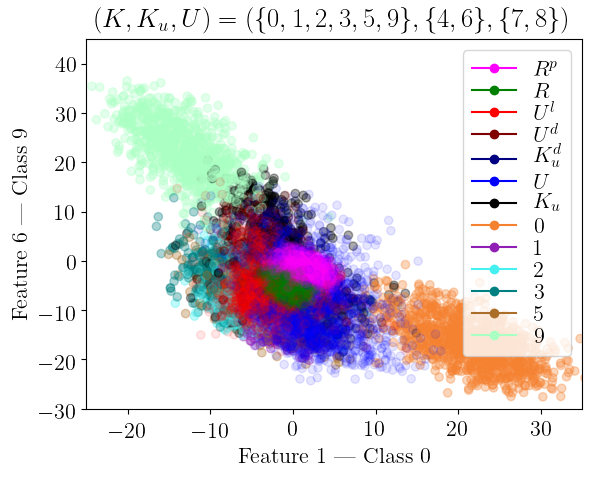 (K, K_u, U) = ({0, 1, 2, 3, 5, 9}, {4, 6}, {7, 8})
40
30
20
10
0
−10
−20
−30
Feature 6 — Class 9
R^p
R
U^l
U^d
K_u^d
U
K_u
0
1
2
3
5
9
−20
−10
0
10
20
30
Feature 1 — Class 0